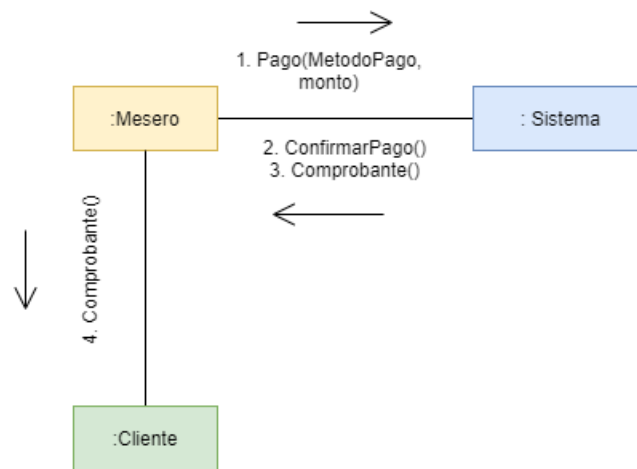 1. Pago(MetodoPago,
monto)
:Mesero
: Sistema
2. ConfirmarPago()
3. Comprobante()
4. Comprobante()
:Cliente